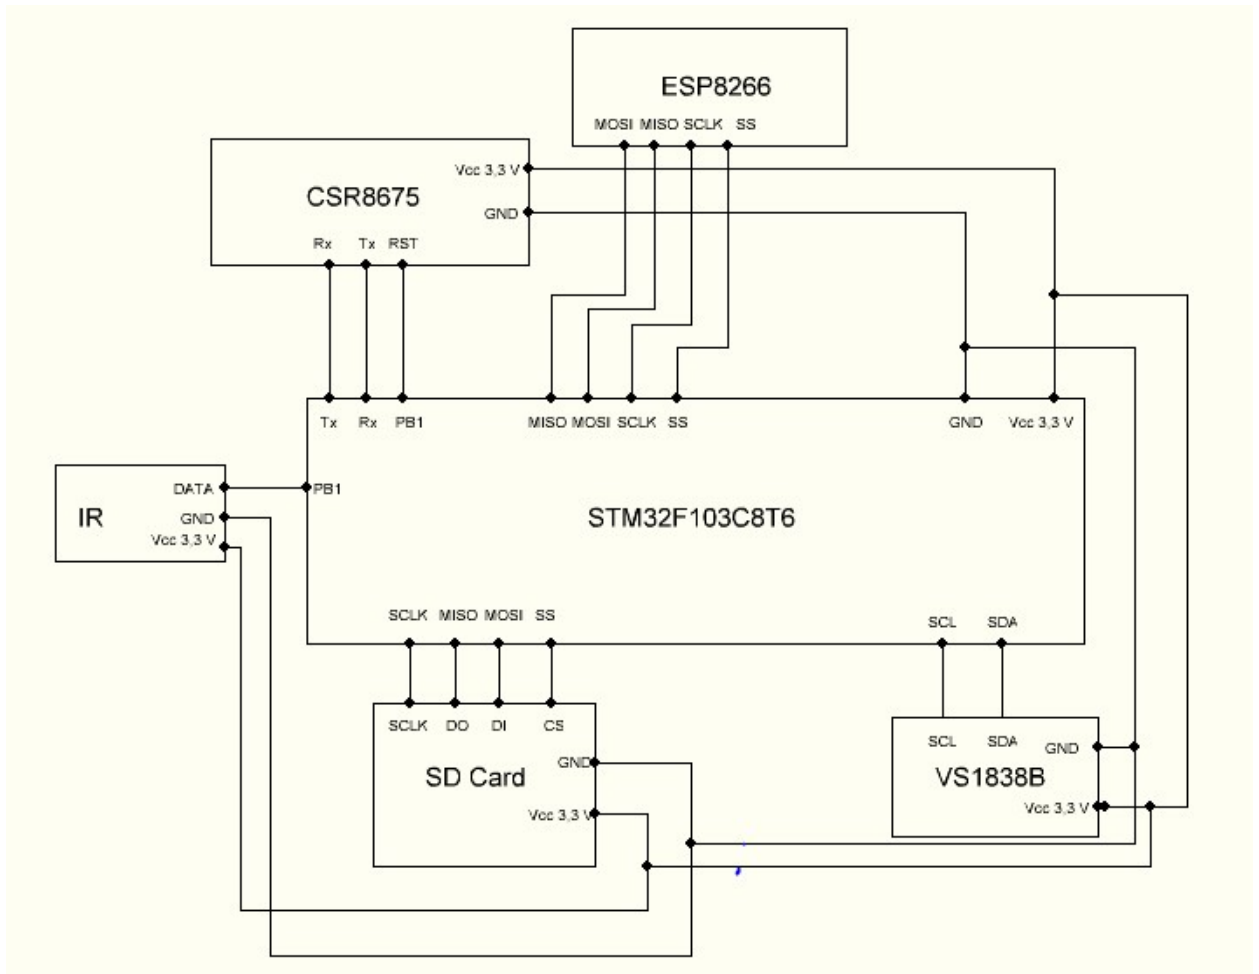 ESP8266
MOSI MISO SCLK SS
CSR8675
Vcc 3,3 V
GND
Rx Tx RST
Tx Rx PB1 MISO MOSI SCLK SS GND Vcc 3,3 V
IR
DATA
GND
Vcc 3,3 V
PB1
STM32F103C8T6
SCLK MISO MOSI SS SCL SDA
SCLK DO DI CS
GND
SD Card
Vcc 3,3 V
SCL SDA GND
VS1838B
Vcc 3,3 V